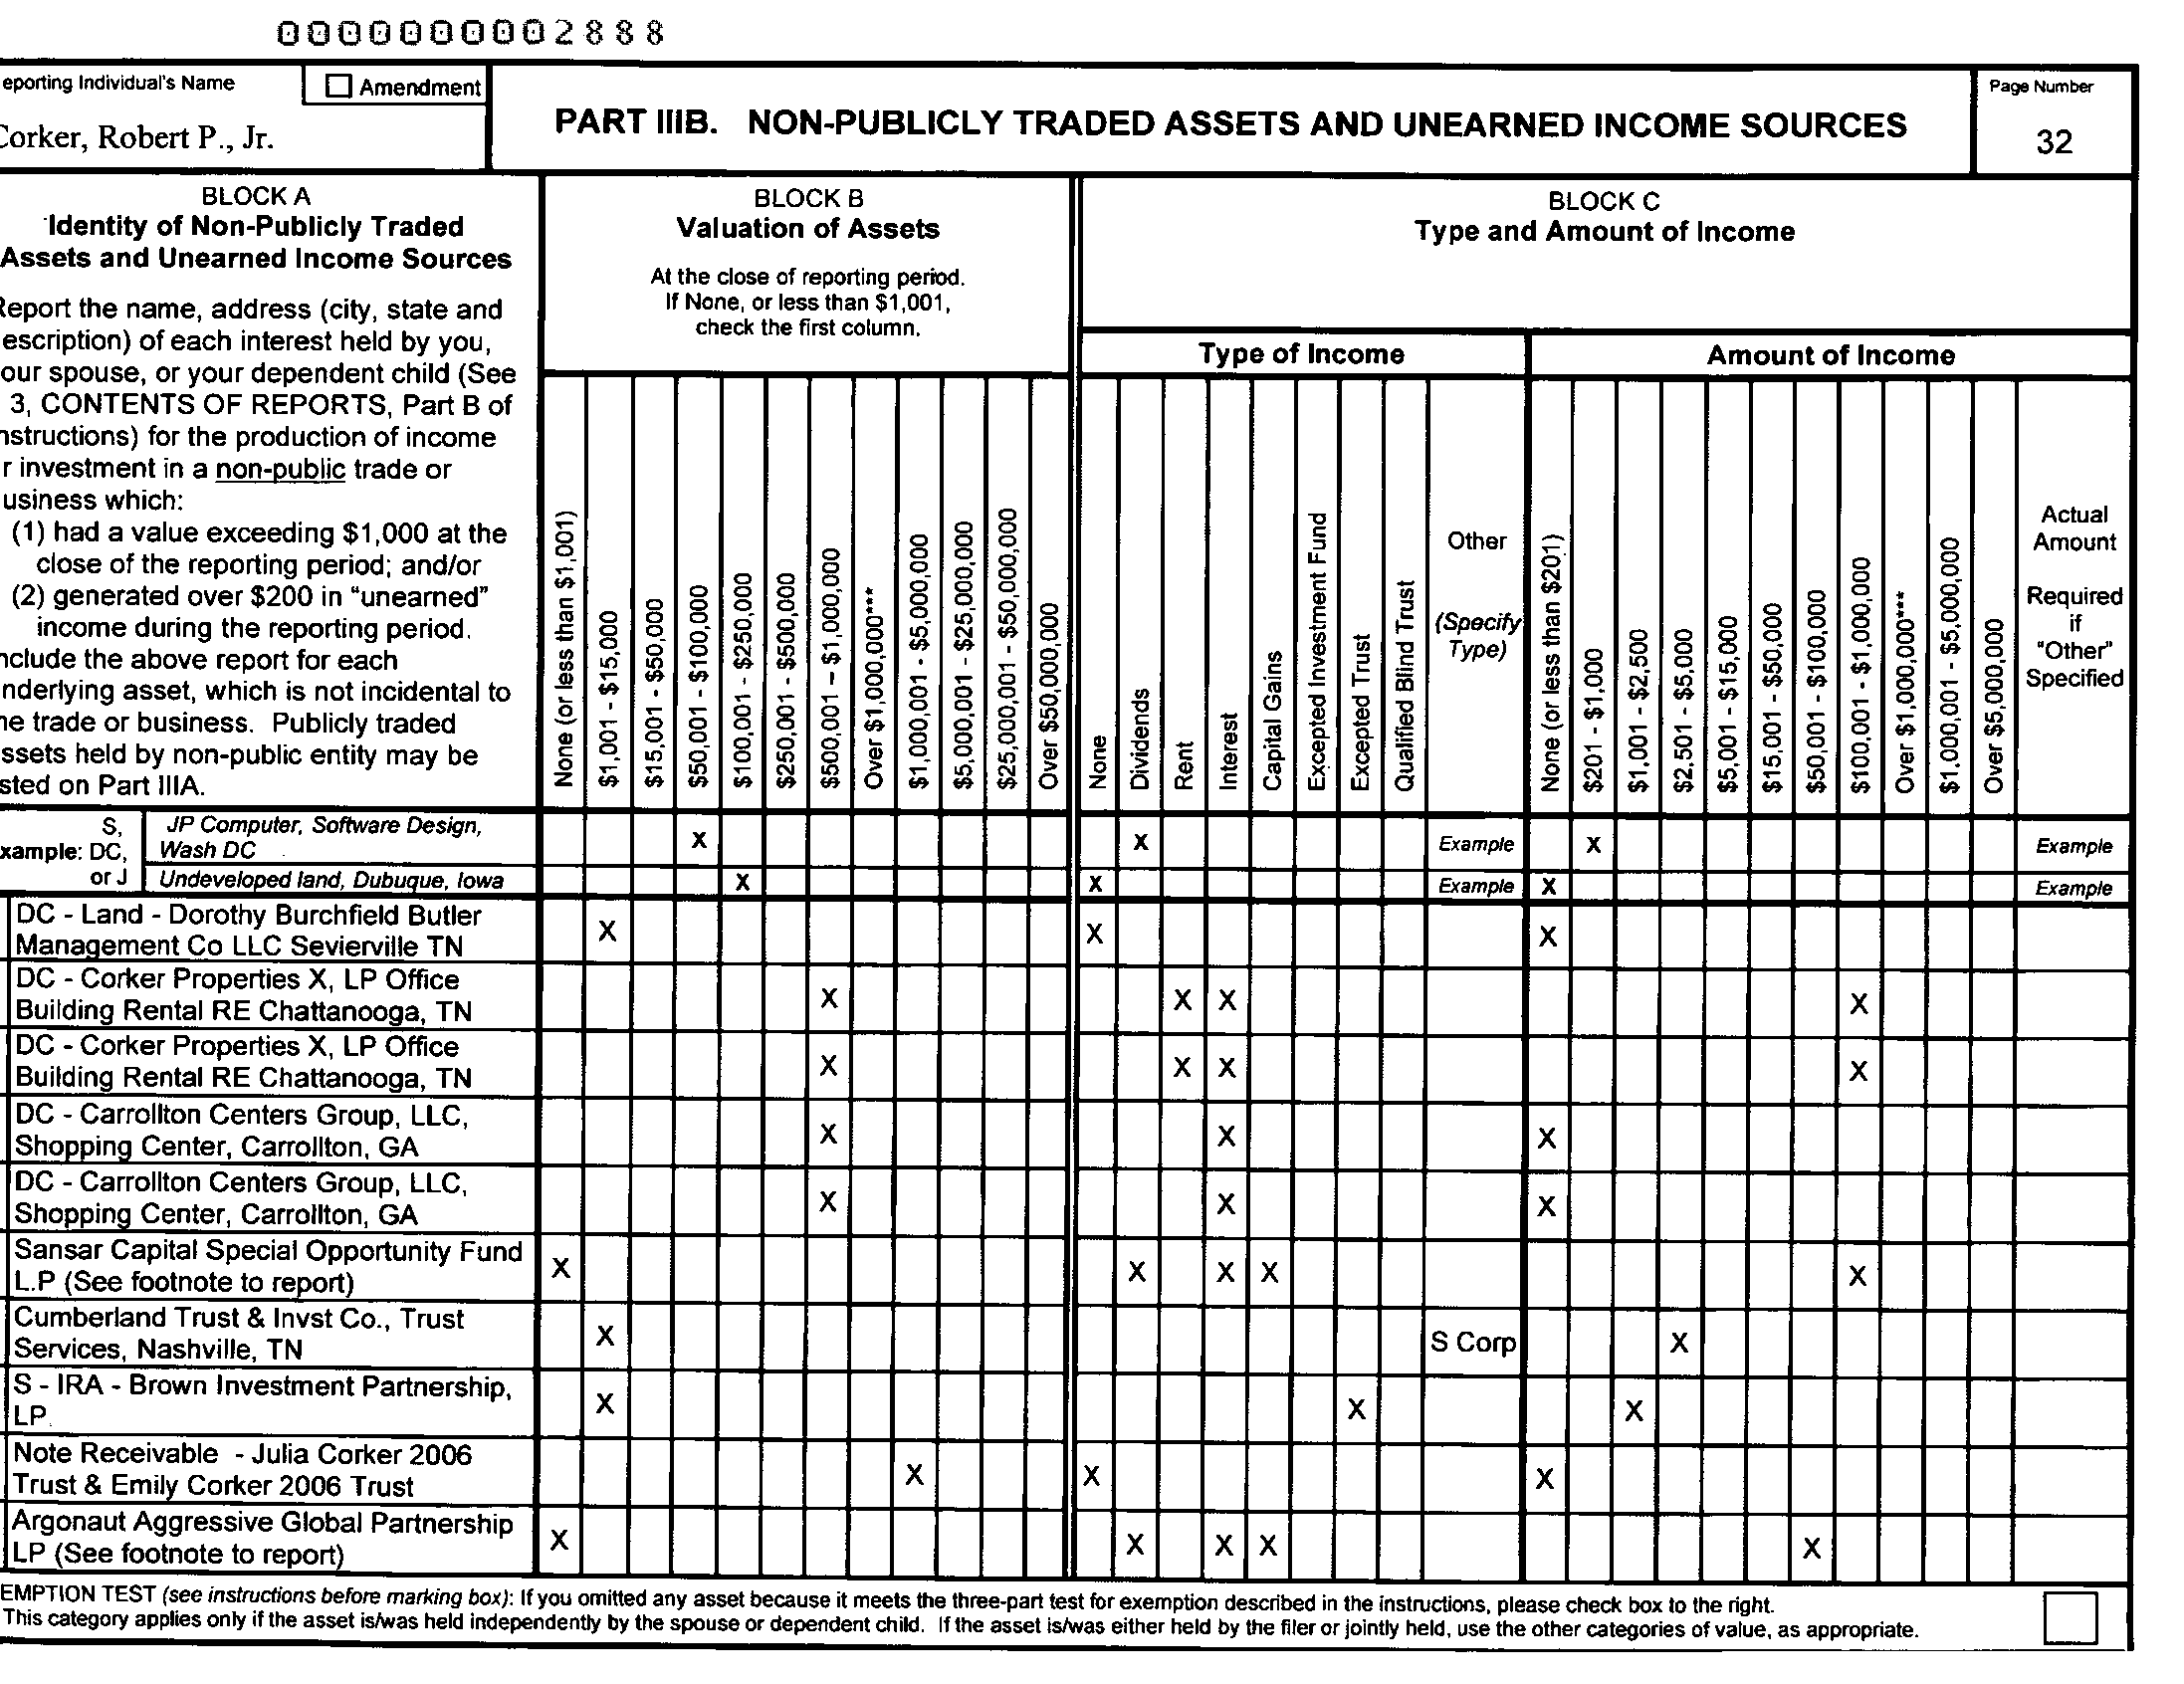 0000000002888
eporting Individual's Name
Amendment
Corker, Robert P., Jr.
PART IIIB. NON-PUBLICLY TRADED ASSETS AND UNEARNED INCOME SOURCES
Page Number
32
BLOCK A
Identity of Non-Publicly Traded
Assets and Unearned Income Sources
Report the name, address (city, state and
escription) of each interest held by you,
our spouse, or your dependent child (See
3, CONTENTS OF REPORTS, Part B of
nstructions) for the production of income
r investment in a non-public trade or
usiness which:
(1) had a value exceeding $1,000 at the
close of the reporting period; and/or
(2) generated over $200 in “unearned”
income during the reporting period.
nclude the above report for each
nderlying asset, which is not incidental to
he trade or business. Publicly traded
ssets held by non-public entity may be
sted on Part IIIA.
BLOCK B
Valuation of Assets
At the close of reporting period.
If None, or less than $1,001,
check the first column.
None (or less than $1,001)
$1,001 - $15,000
$15,001 - $50,000
$50,001 - $100,000
$100,001 - $250,000
$250,001 - $500,000
$500,001 – $1,000,000
Over $1,000,000***
$1,000,001 - $5,000,000
$5,000,001 - $25,000,000
$25,000,001 - $50,000,000
Over $50,000,000
BLOCK C
Type and Amount of Income
Type of Income
None
Dividends
Rent
Interest
Capital Gains
Excepted Investment Fund
Excepted Trust
Qualified Blind Trust
Other
(Specify
Type)
Amount of Income
None (or less than $201)
$201 - $1,000
$1,001 - $2,500
$2,501 - $5,000
$5,001 - $15,000
$15,001 - $50,000
$50,001 - $100,000
$100,001 - $1,000,000
Over $1,000,000***
$1,000,001 - $5,000,000
Over $5,000,000
Actual
Amount
Required
if
"Other"
Specified
xample: S, DC, or J
JP Computer, Software Design,
Wash DC X X Example X Example
Undeveloped land, Dubuque, Iowa X X Example X Example
DC - Land - Dorothy Burchfield Butler
Management Co LLC Sevierville TN X X X
DC - Corker Properties X, LP Office
Building Rental RE Chattanooga, TN X X X X
DC - Corker Properties X, LP Office
Building Rental RE Chattanooga, TN X X X X
DC - Carrollton Centers Group, LLC,
Shopping Center, Carrollton, GA X X X
DC - Carrollton Centers Group, LLC,
Shopping Center, Carrollton, GA X X X
Sansar Capital Special Opportunity Fund
L.P (See footnote to report) X X X X X
Cumberland Trust & Invst Co., Trust
Services, Nashville, TN X S Corp X
S - IRA - Brown Investment Partnership,
LP X X X
Note Receivable - Julia Corker 2006
Trust & Emily Corker 2006 Trust X X X
Argonaut Aggressive Global Partnership
LP (See footnote to report) X X X X X
EMPTION TEST (see instructions before marking box): If you omitted any asset because it meets the three-part test for exemption described in the instructions, please check box to the right.
This category applies only if the asset is/was held independently by the spouse or dependent child. If the asset is/was either held by the filer or jointly held, use the other categories of value, as appropriate.